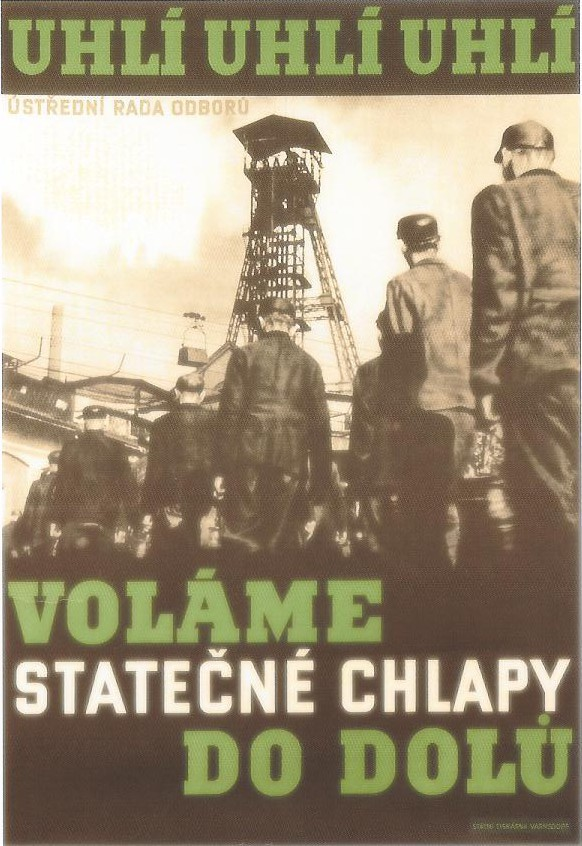 UHLÍ UHLÍ UHLÍ
ÚSTŘEDNÍ RADA ODBORŮ
VOLÁME
STATEČNÉ CHLAPY
DO DOLŮ
STÁTNÍ TISKÁRNA VARNSDORF